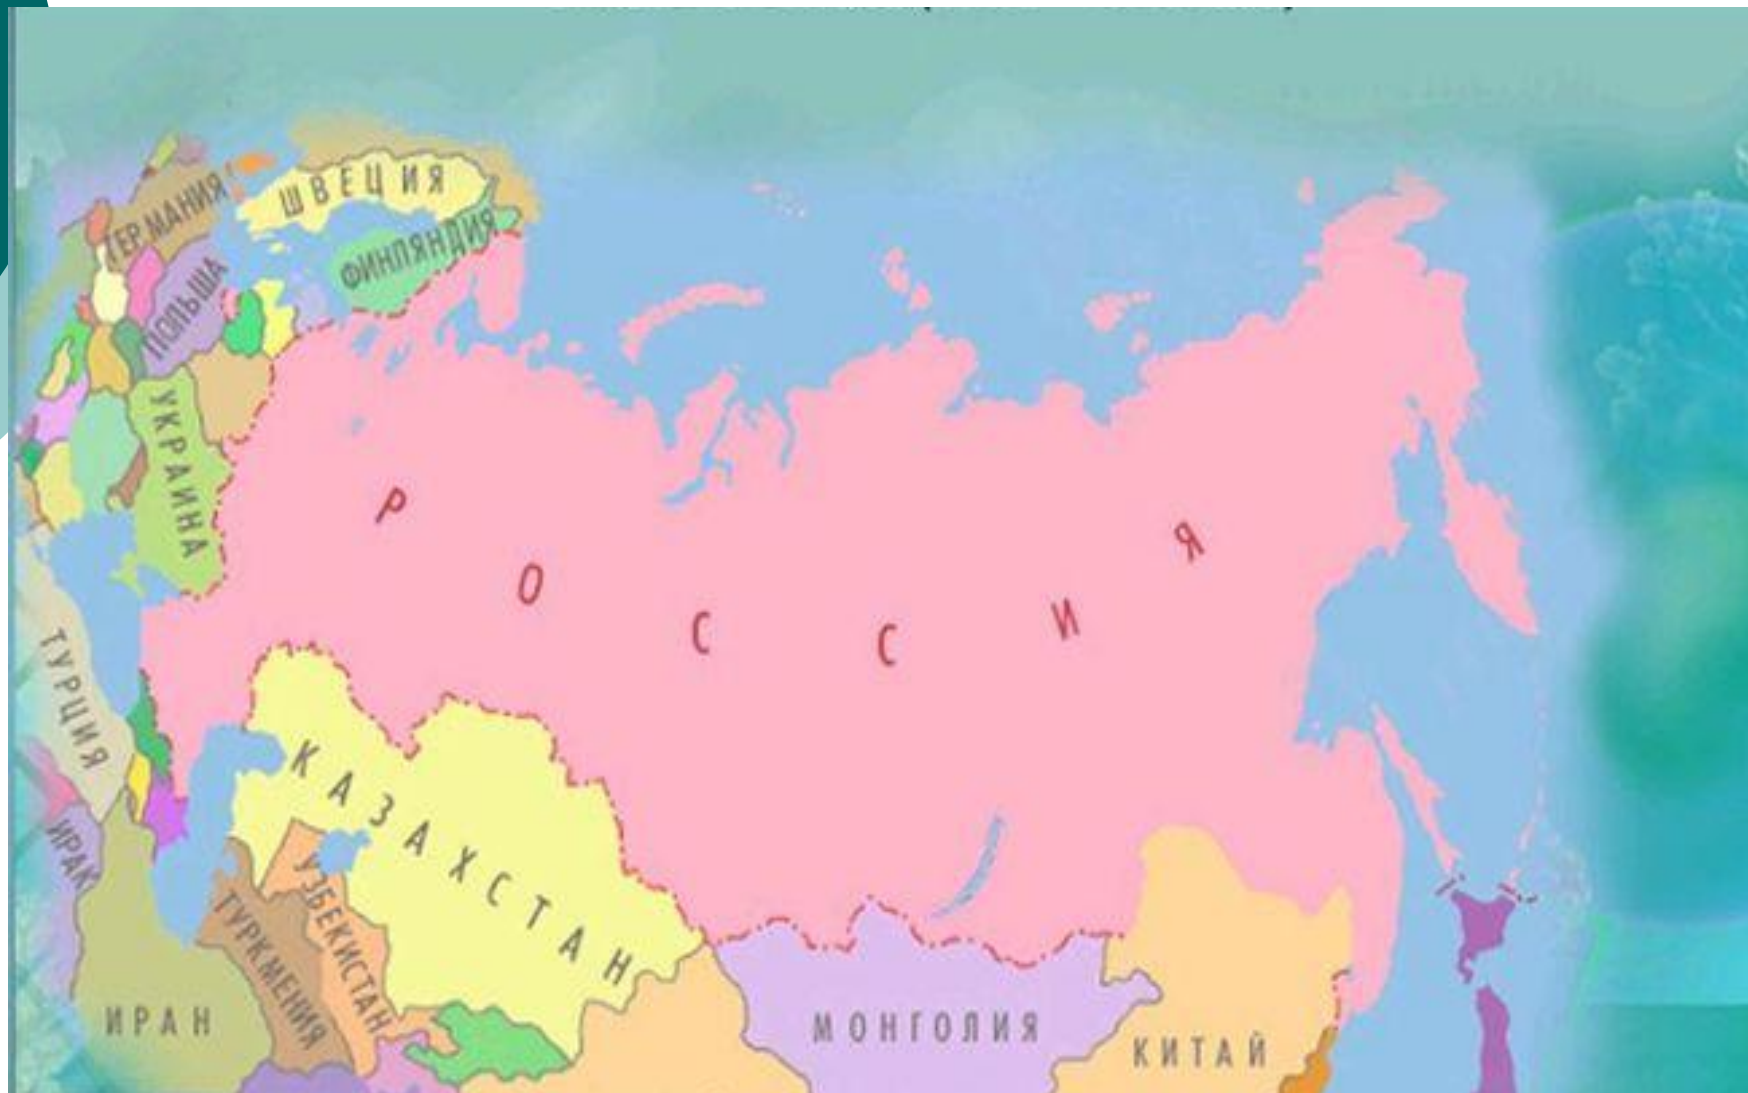 ШВЕЦИЯ
ГЕРМАНИЯ
ФИНЛЯНДИЯ
ПОЛЬША
УКРАИНА
РОССИЯ
ТУРЦИЯ
КАЗАХСТАН
ИРАК
УЗБЕКИСТАН
ТУРКМЕНИЯ
ИРАН
МОНГОЛИЯ
КИТАЙ